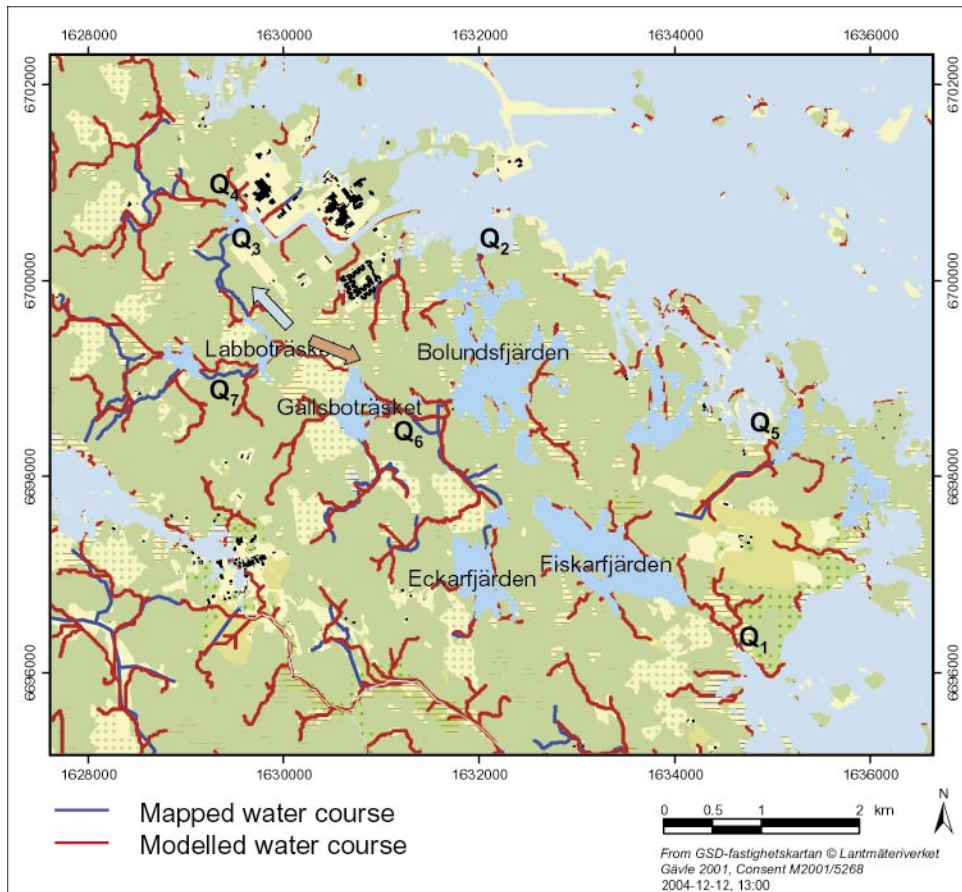 1628000 1630000 1632000 1634000 1636000
6702000 6702000
Q4
Q3
Q2
6700000 6700000
Labboträsket
Bolundsfjärden
Q7
Gällsboträsket
Q6
Q5
6698000 6698000
Eckarfjärden
Fiskarfjärden
Q1
6696000 6696000
1628000 1630000 1632000 1634000 1636000
Mapped water course
Modelled water course
0 0.5 1 2 km
N
From GSD-fastighetskartan © Lantmäteriverket
Gävle 2001, Consent M2001/5268
2004-12-12, 13:00